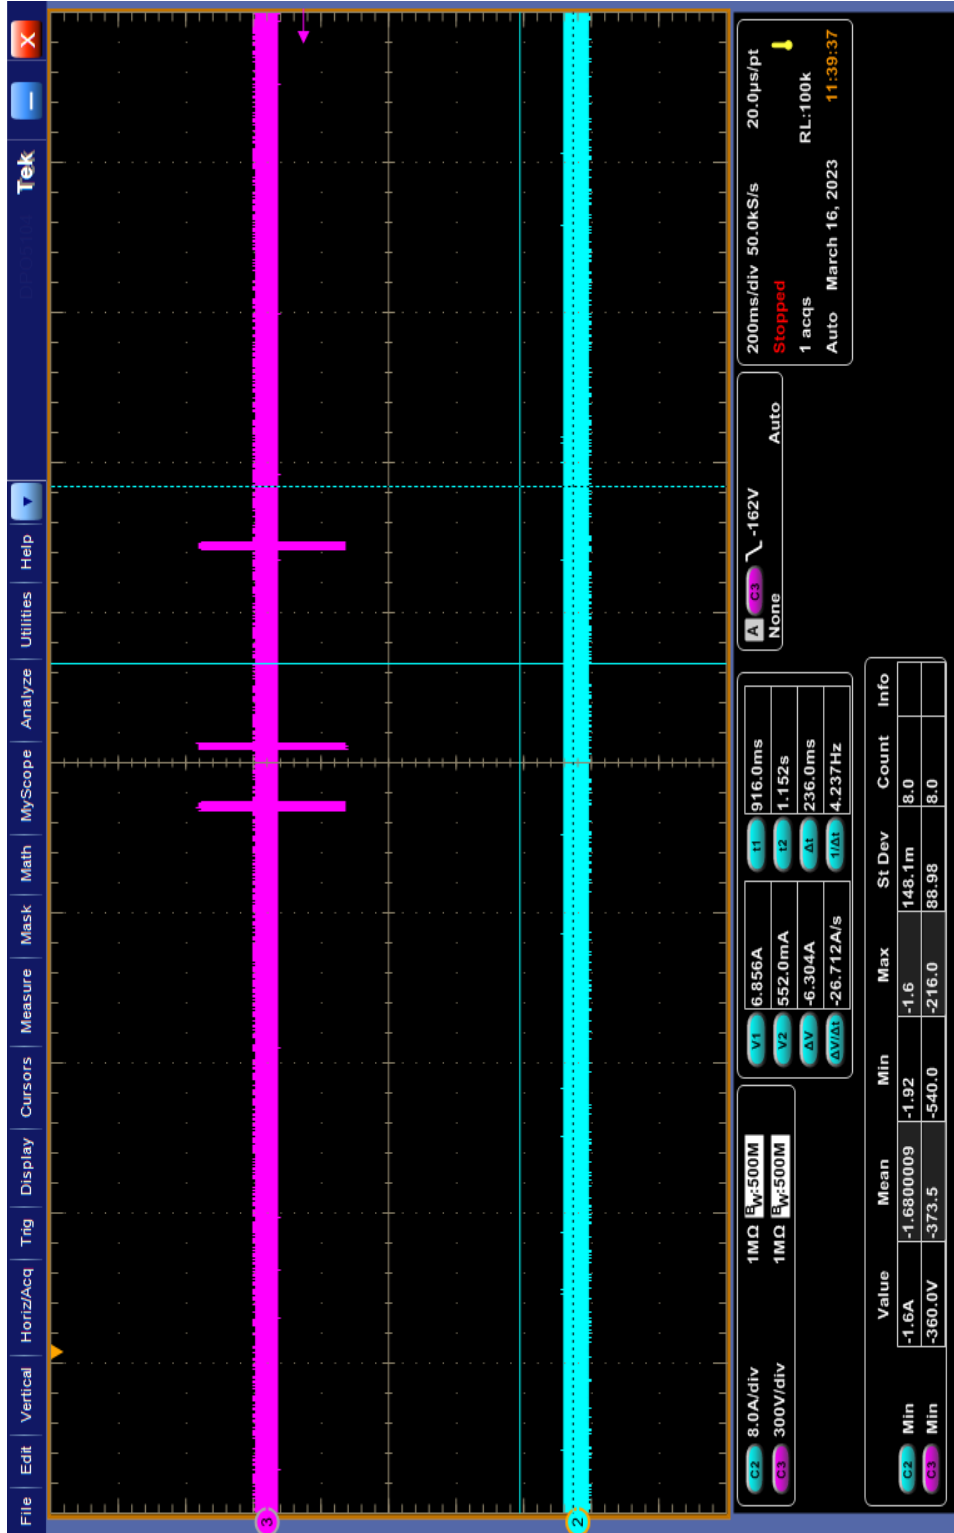 File Edit Vertical Horiz/Acq Trig Display Cursors Measure Mask Math MyScope Analyze Utilities Help Tek X
3
2
C2 8.0A/div 1MΩ BW:500M
C3 300V/div 1MΩ BW:500M
V1 6.856A
V2 552.0mA
ΔV -6.304A
ΔV/Δt -26.712A/s
t1 916.0ms
t2 1.152s
Δt 236.0ms
1/Δt 4.237Hz
A C3 -162V
None Auto
200ms/div 50.0kS/s 20.0µs/pt
Stopped
1 acqs RL:100k
Auto March 16, 2023 11:39:37
Value Mean Min Max St Dev Count Info
C2 Min -1.6A -1.6800009 -1.92 -1.6 148.1m 8.0
C3 Min -360.0V -373.5 -540.0 -216.0 88.98 8.0